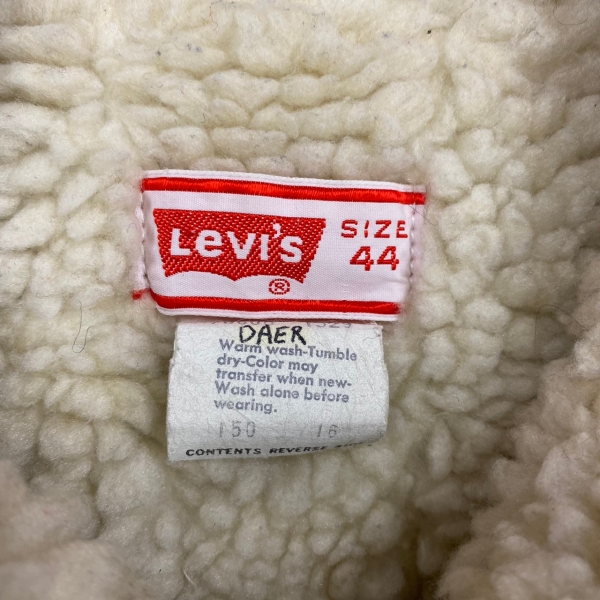 Levi's
®
SIZE
44
DAER
Warm wash-Tumble
dry-Color may
transfer when new-
Wash alone before
wearing.
150 16
CONTENTS REVERSE